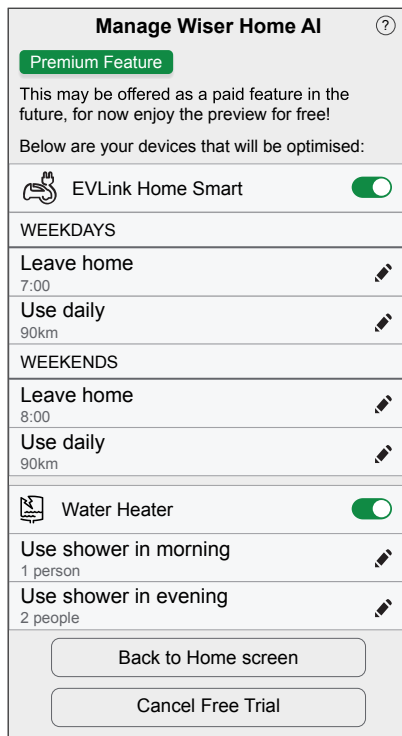 Manage Wiser Home AI
?
Premium Feature
This may be offered as a paid feature in the
future, for now enjoy the preview for free!
Below are your devices that will be optimised:
EVLink Home Smart
WEEKDAYS
Leave home
7:00
Use daily
90km
WEEKENDS
Leave home
8:00
Use daily
90km
Water Heater
Use shower in morning
1 person
Use shower in evening
2 people
Back to Home screen
Cancel Free Trial